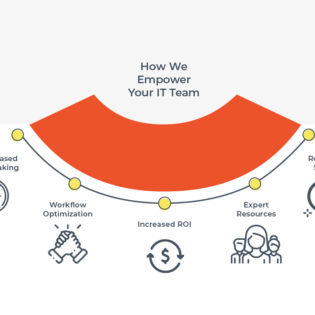 How We
Empower
Your IT Team
ased
aking
R
S
Workflow
Optimization
Expert
Resources
Increased ROI
$